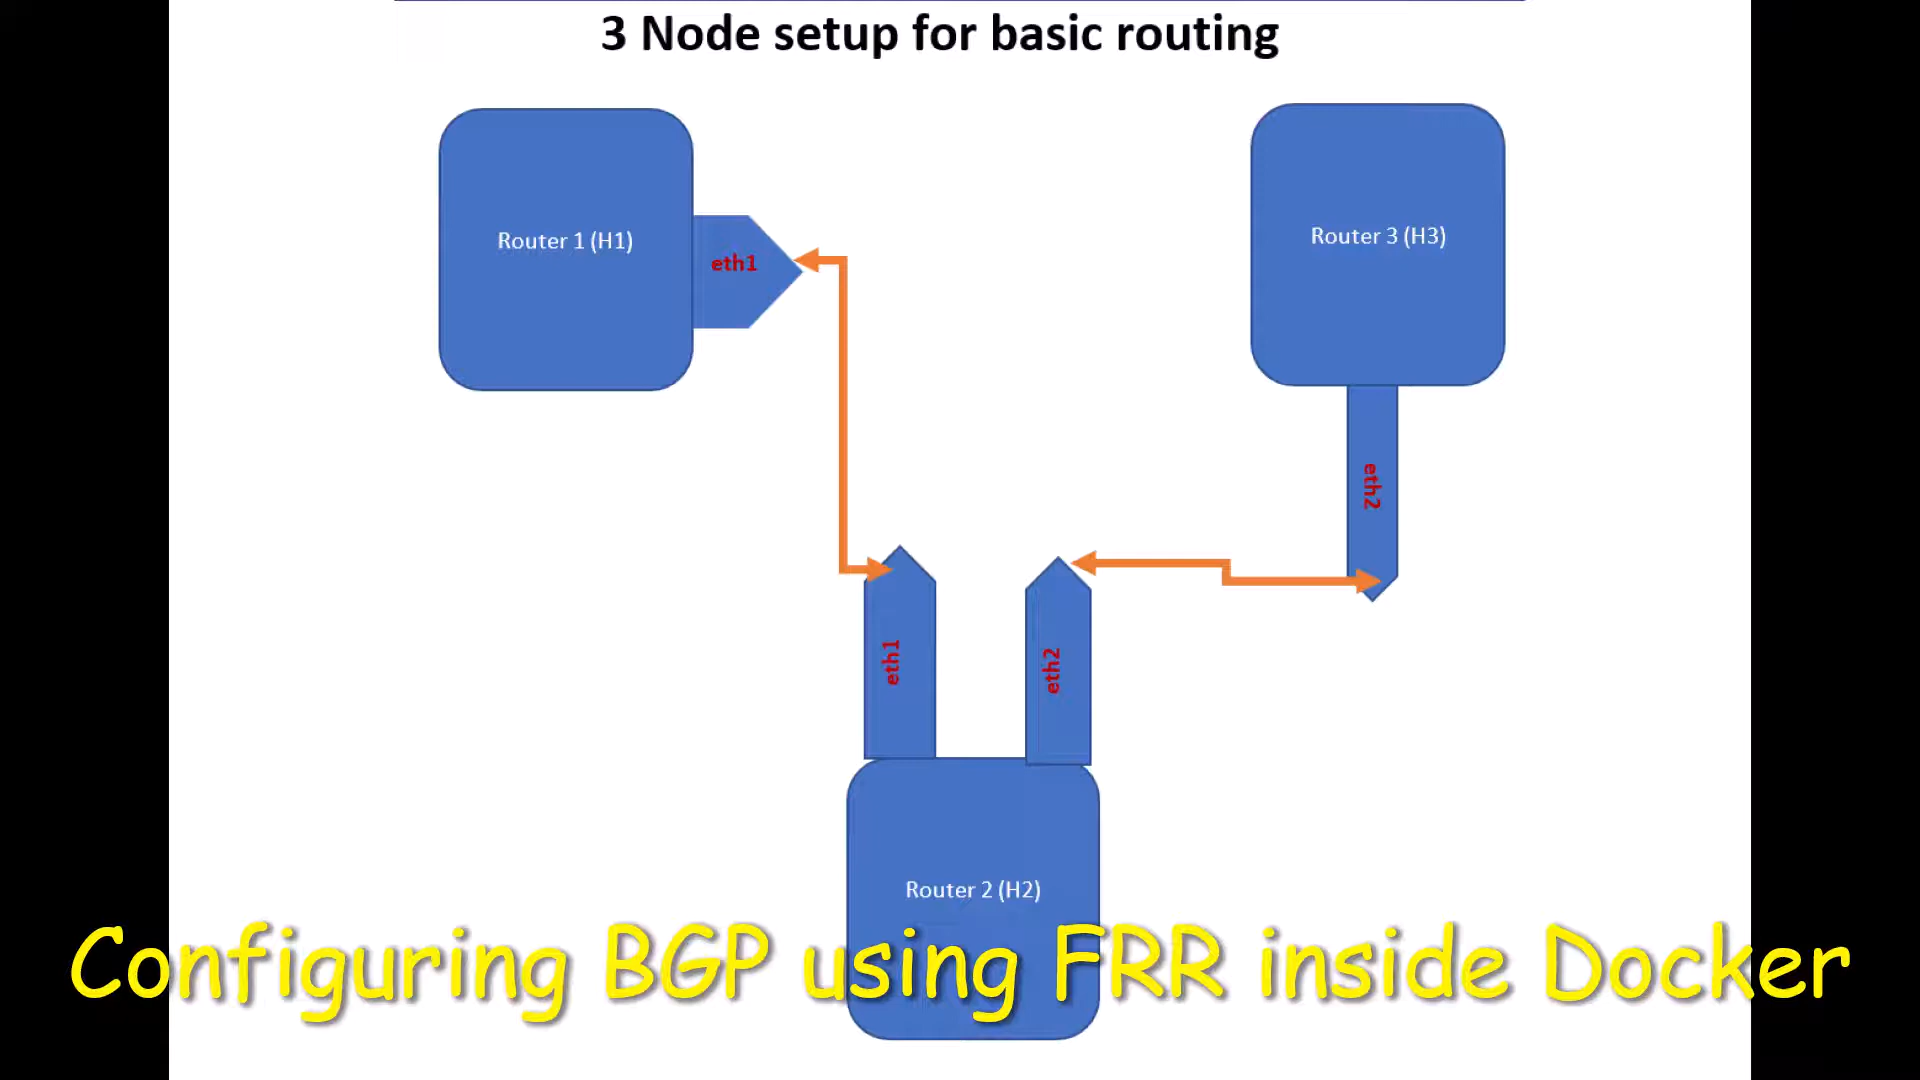 3 Node setup for basic routing
Router 1 (H1)
eth1
Router 3 (H3)
eth2
eth1
eth2
Router 2 (H2)
Configuring BGP using FRR inside Docker